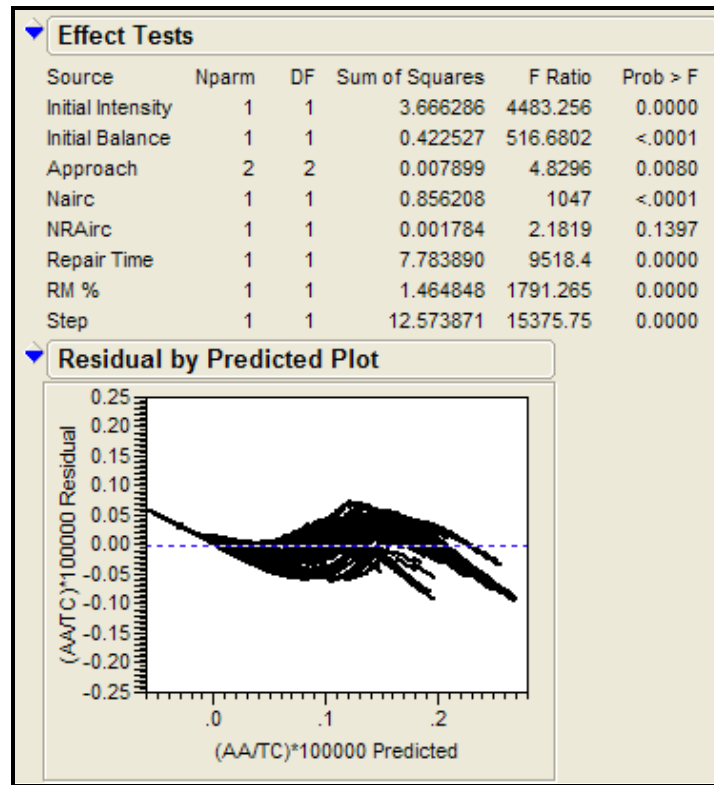 Effect Tests
Source Nparm DF Sum of Squares F Ratio Prob > F
Initial Intensity 1 1 3.666286 4483.256 0.0000
Initial Balance 1 1 0.422527 516.6802 <.0001
Approach 2 2 0.007899 4.8296 0.0080
Nairc 1 1 0.856208 1047 <.0001
NRAirc 1 1 0.001784 2.1819 0.1397
Repair Time 1 1 7.783890 9518.4 0.0000
RM % 1 1 1.464848 1791.265 0.0000
Step 1 1 12.573871 15375.75 0.0000
Residual by Predicted Plot
(AA/TC)*100000 Residual
0.25
0.20
0.15
0.10
0.05
0.00
-0.05
-0.10
-0.15
-0.20
-0.25
.0 .1 .2
(AA/TC)*100000 Predicted